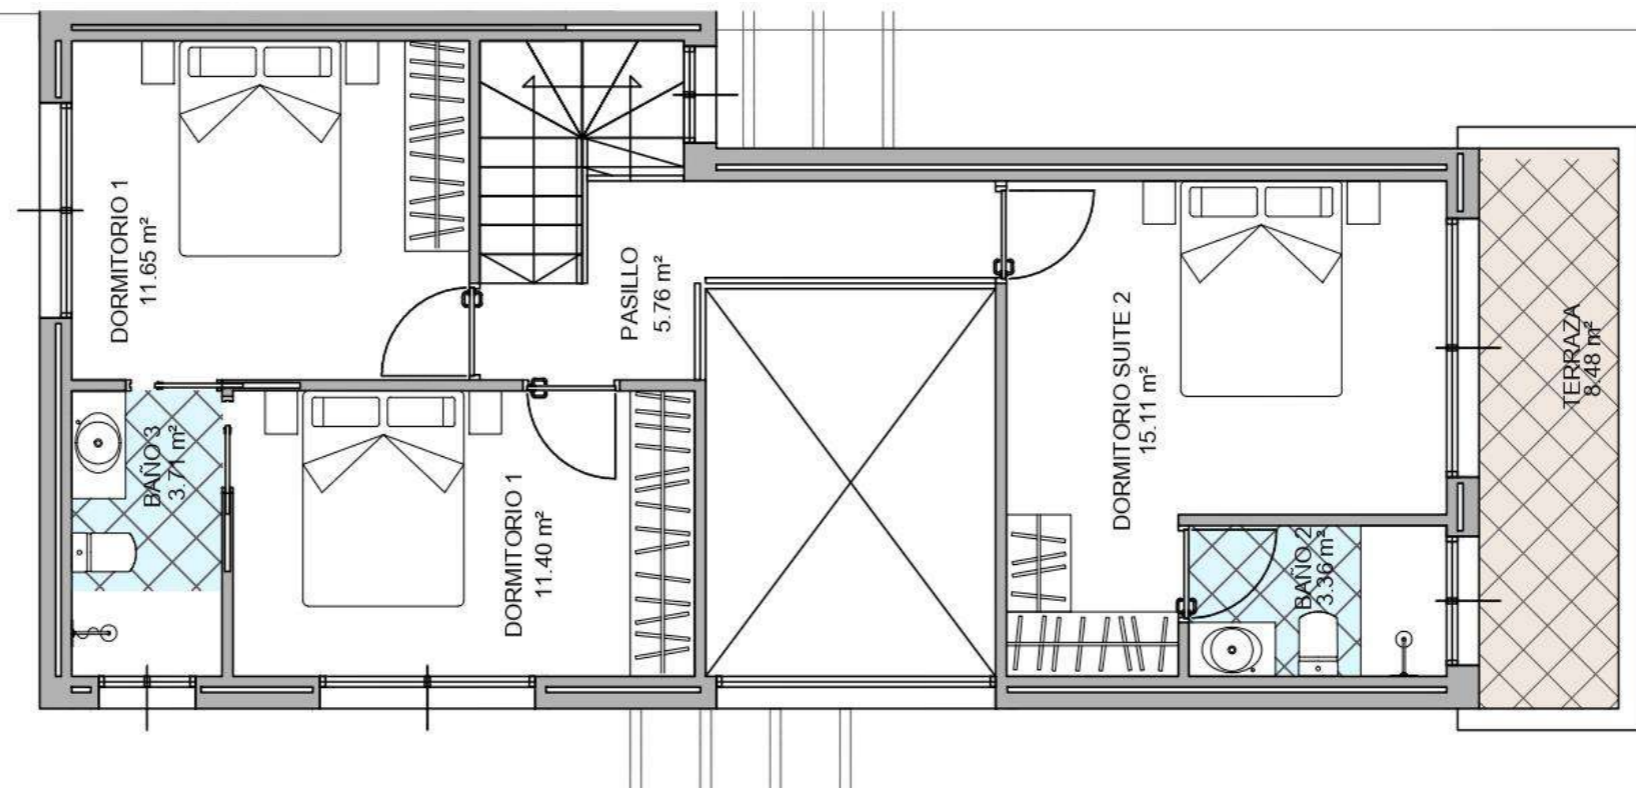 DORMITORIO 1
11.65 m²
PASILLO
5.76 m²
DORMITORIO SUITE 2
15.11 m²
TERRAZA
8.48 m²
BAÑO 3
3.71 m²
DORMITORIO 1
11.40 m²
BAÑO 2
3.36 m²